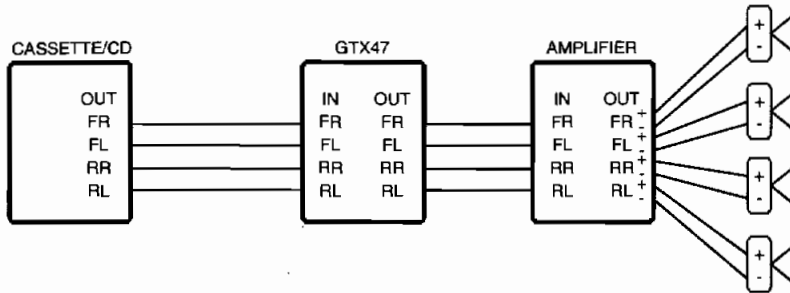 CASSETTE/CD
OUT
FR
FL
RR
RL
GTX47
IN OUT
FR FR
FL FL
RR RR
RL RL
AMPLIFIER
IN OUT
FR FR + -
FL FL + -
RR RR + -
RL RL + -
+
-
+
-
+
-
+
-